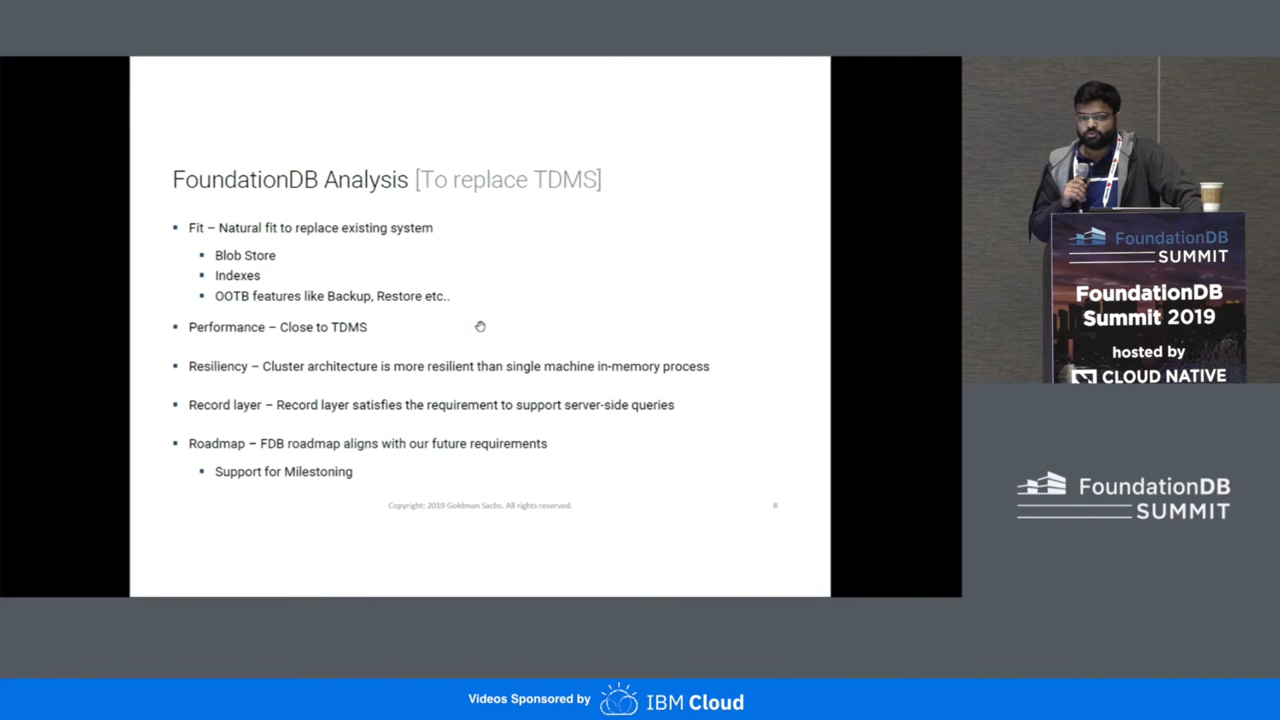 FoundationDB Analysis [To replace TDMS]
Fit – Natural fit to replace existing system
Blob Store
Indexes
OOTB features like Backup, Restore etc..
Performance – Close to TDMS
Resiliency – Cluster architecture is more resilient than single machine in-memory process
Record layer – Record layer satisfies the requirement to support server-side queries
Roadmap – FDB roadmap aligns with our future requirements
Support for Milestoning
Copyright: 2019 Goldman Sachs. All rights reserved.
8
FoundationDB
SUMMIT
FoundationDB
Summit 2019
hosted by
CLOUD NATIVE
FoundationDB
SUMMIT
Videos Sponsored by IBM Cloud